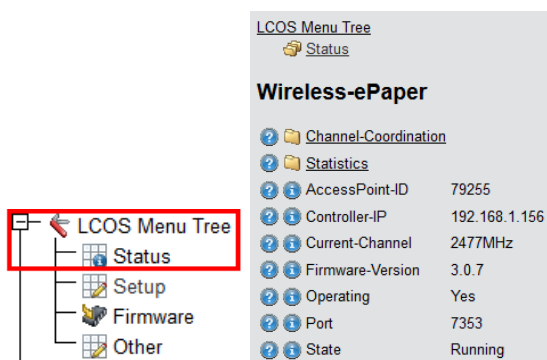 LCOS Menu Tree
Status
Setup
Firmware
Other
LCOS Menu Tree
Status
Wireless-ePaper
Channel-Coordination
Statistics
AccessPoint-ID 79255
Controller-IP 192.168.1.156
Current-Channel 2477MHz
Firmware-Version 3.0.7
Operating Yes
Port 7353
State Running